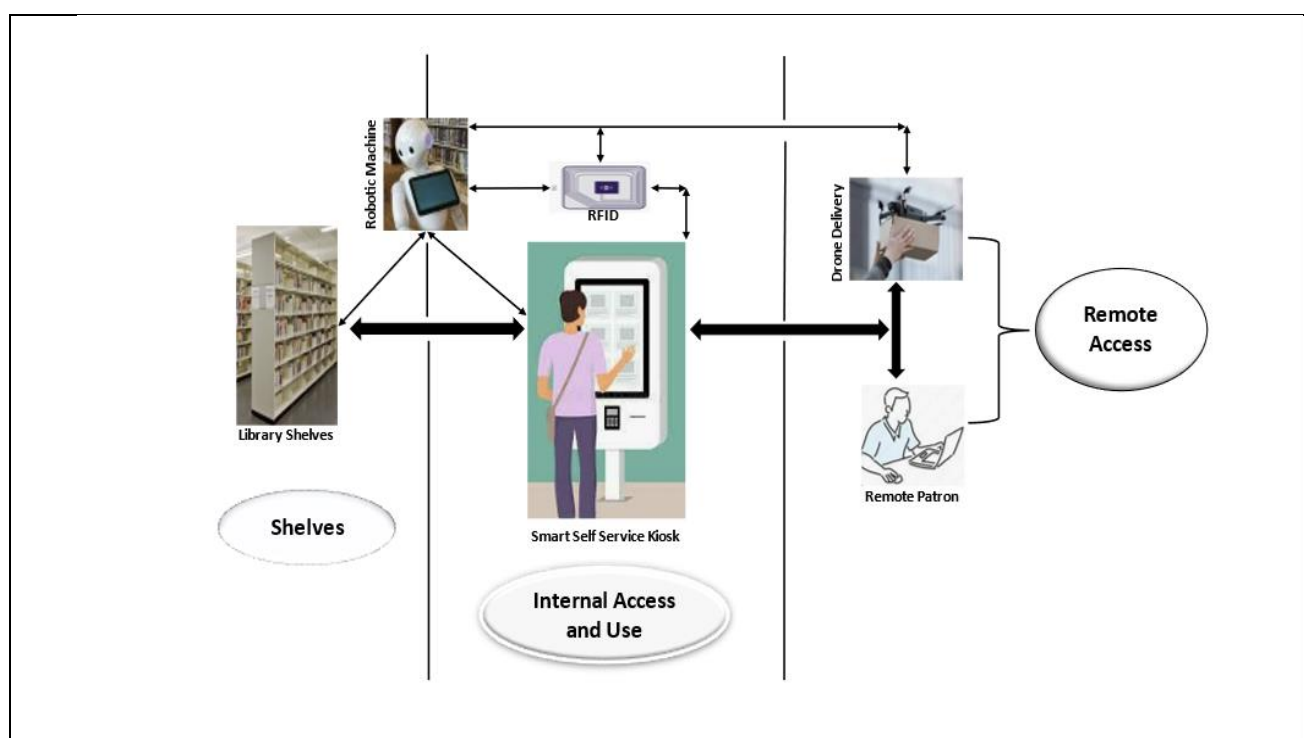 Robotic Machine
RFID
Drone Delivery
Library Shelves
Smart Self Service Kiosk
Remote Patron
Shelves
Internal Access
and Use
Remote
Access